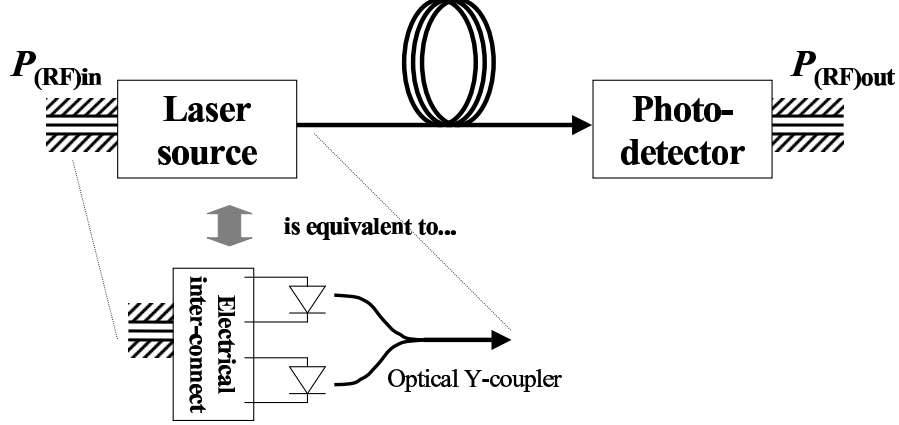 P(RF)in
Laser
source
Photo-
detector
P(RF)out
is equivalent to...
Electrical
inter-connect
Optical Y-coupler